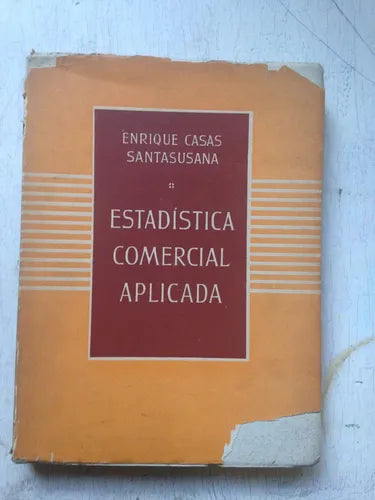 ENRIQUE CASAS
SANTASUSANA
ESTADÍSTICA
COMERCIAL
APLICADA